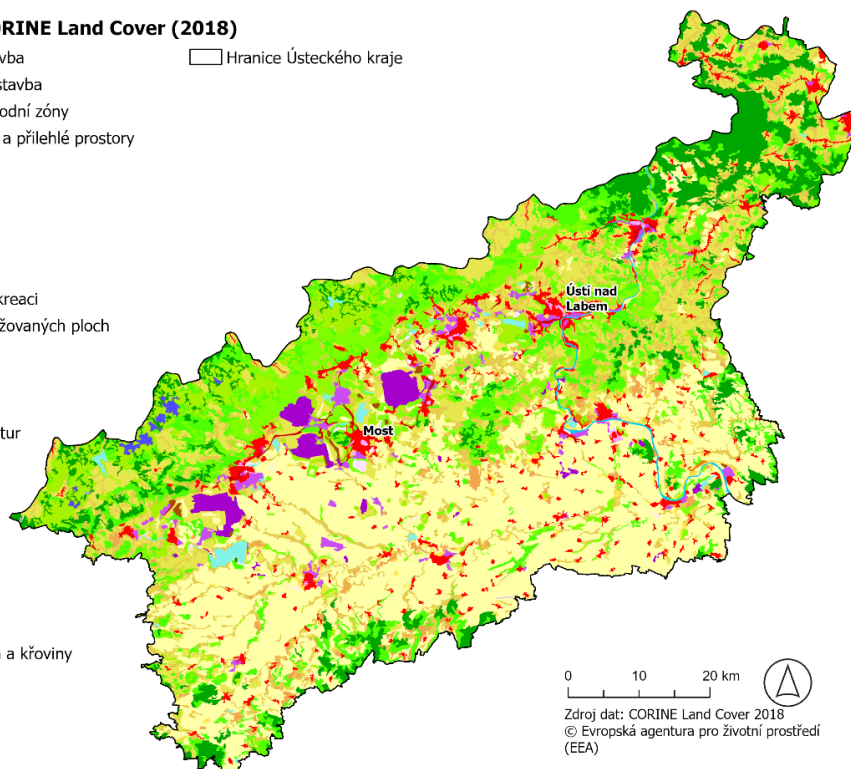 ORINE Land Cover (2018)
vba
Hranice Ústeckého kraje
stavba
odní zóny
a přilehlé prostory
kreaci
žovaných ploch
tur
a křoviny
Ústí nad
Labem
Most
0 10 20 km
Zdroj dat: CORINE Land Cover 2018
© Evropská agentura pro životní prostředí
(EEA)